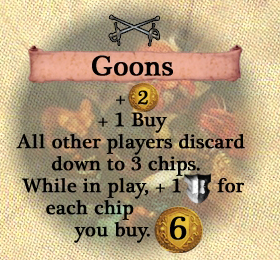 Goons
+ 2
+ 1 Buy
All other players discard
down to 3 chips.
While in play, + 1 for
each chip
you buy. 6